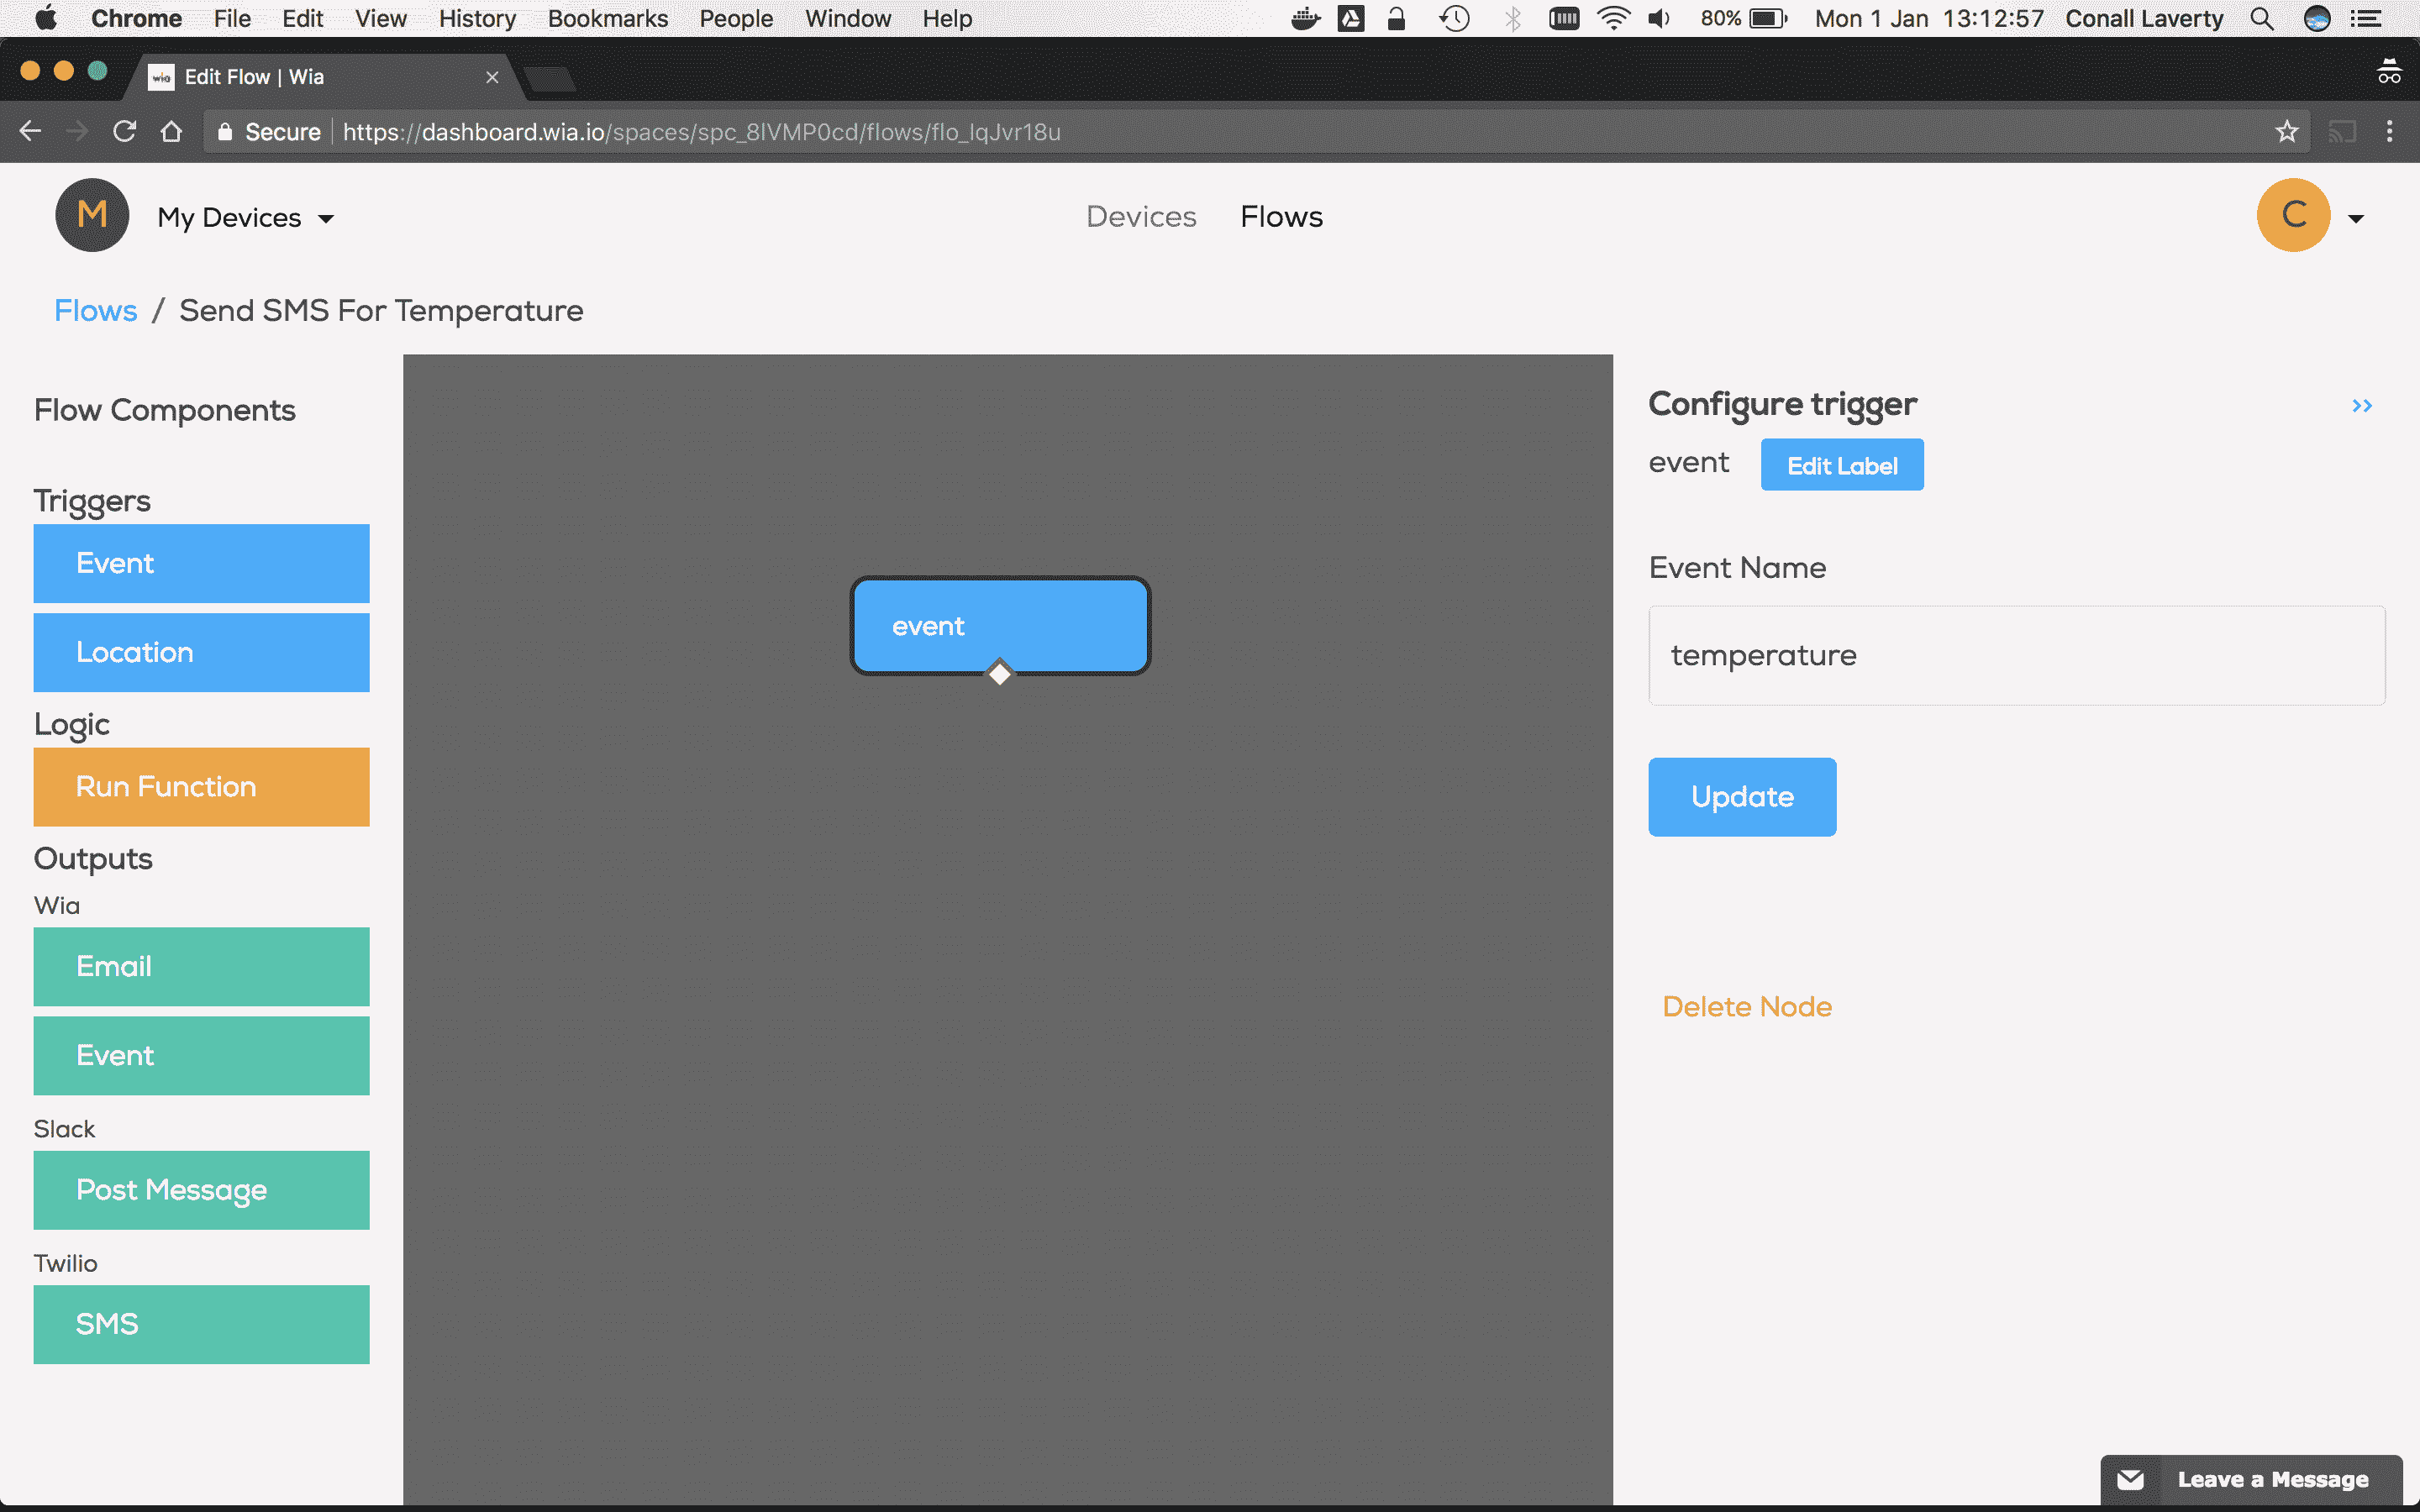 Chrome File Edit View History Bookmarks People Window Help 80% Mon 1 Jan 13:12:57 Conall Laverty
wia Edit Flow | Wia
Secure https://dashboard.wia.io/spaces/spc_8lVMP0cd/flows/flo_lqJvr18u
M My Devices Devices Flows C
Flows / Send SMS For Temperature
Flow Components
Triggers
Event
Location
Logic
Run Function
Outputs
Wia
Email
Event
Slack
Post Message
Twilio
SMS
event
Configure trigger >>
event Edit Label
Event Name
temperature
Update
Delete Node
Leave a Message